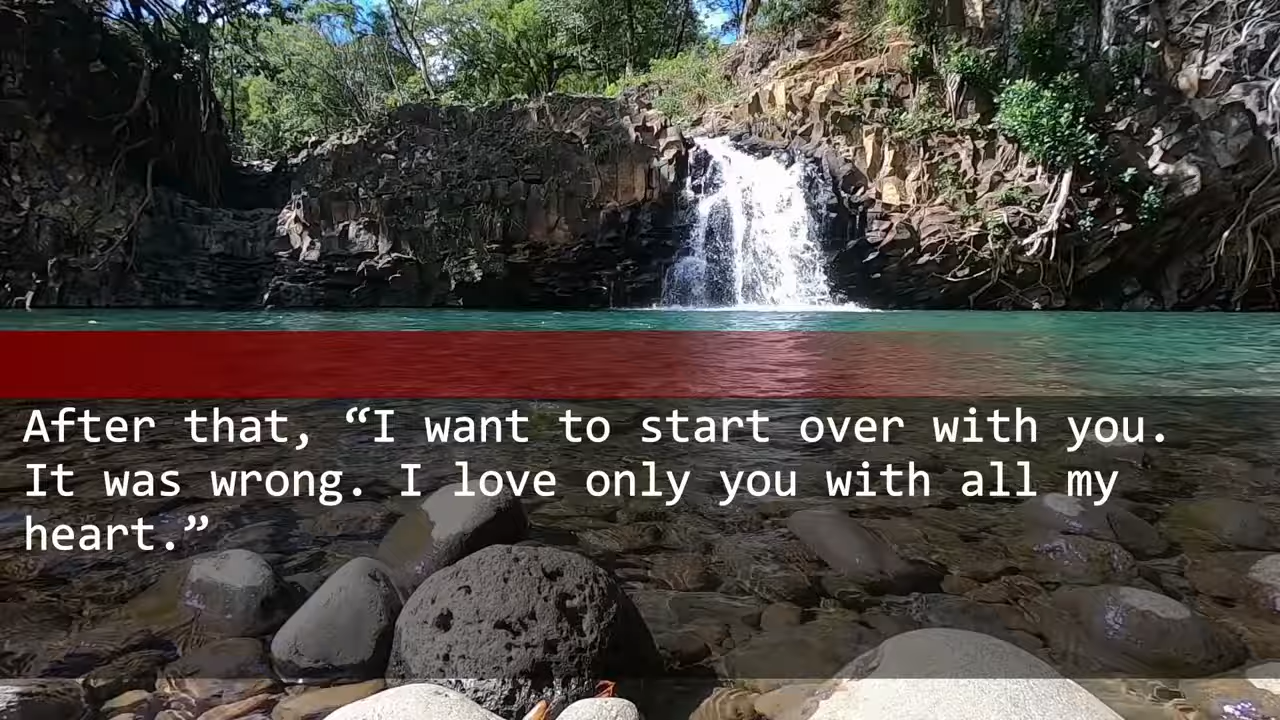 After that, “I want to start over with you.
It was wrong. I love only you with all my
heart.”